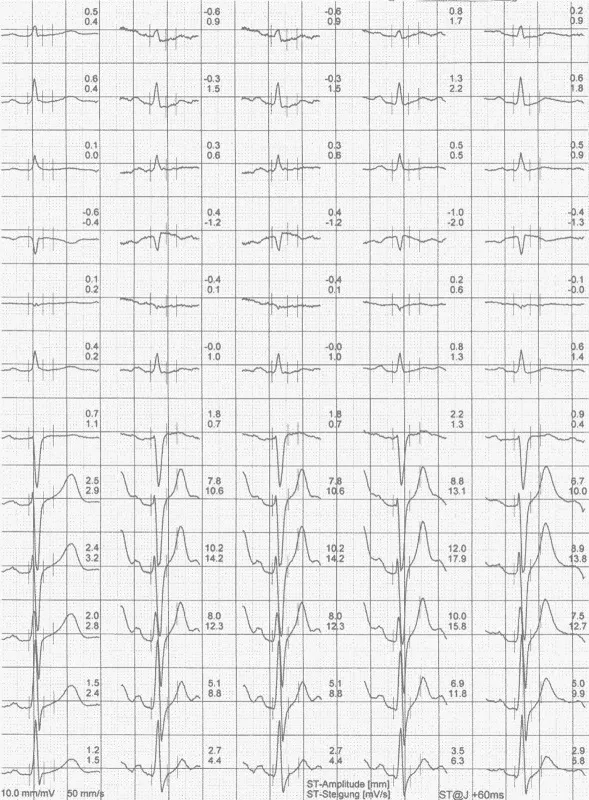 0.5 -0.6 -0.6 0.8 0.2
0.4 0.9 0.9 1.7 0.9
0.6 -0.3 -0.3 1.3 0.6
0.4 1.5 1.5 2.2 1.8
0.1 0.3 0.3 0.5 0.5
0.0 0.6 0.6 0.5 0.9
-0.6 0.4 0.4 -1.0 -0.4
-0.4 -1.2 -1.2 -2.0 -1.3
0.1 -0.4 -0.4 0.2 -0.1
0.2 0.1 0.1 0.6 -0.0
0.4 -0.0 -0.0 0.8 0.6
0.2 1.0 1.0 1.3 1.4
0.7 1.8 1.8 2.2 0.9
1.1 0.7 0.7 1.3 0.4
2.5 7.8 7.8 8.8 6.7
2.9 10.6 10.6 13.1 10.0
2.4 10.2 10.2 12.0 8.9
3.2 14.2 14.2 17.9 13.8
2.0 8.0 8.0 10.0 7.5
2.8 12.3 12.3 15.8 12.7
1.5 5.1 5.1 6.9 5.0
2.4 8.8 8.8 11.8 9.9
1.2 2.7 2.7 3.5 2.9
1.5 4.4 4.4 6.3 5.8
ST-Amplitude [mm]
10.0 mm/mV 50 mm/s ST-Steigung [mV/s] ST@J +60ms